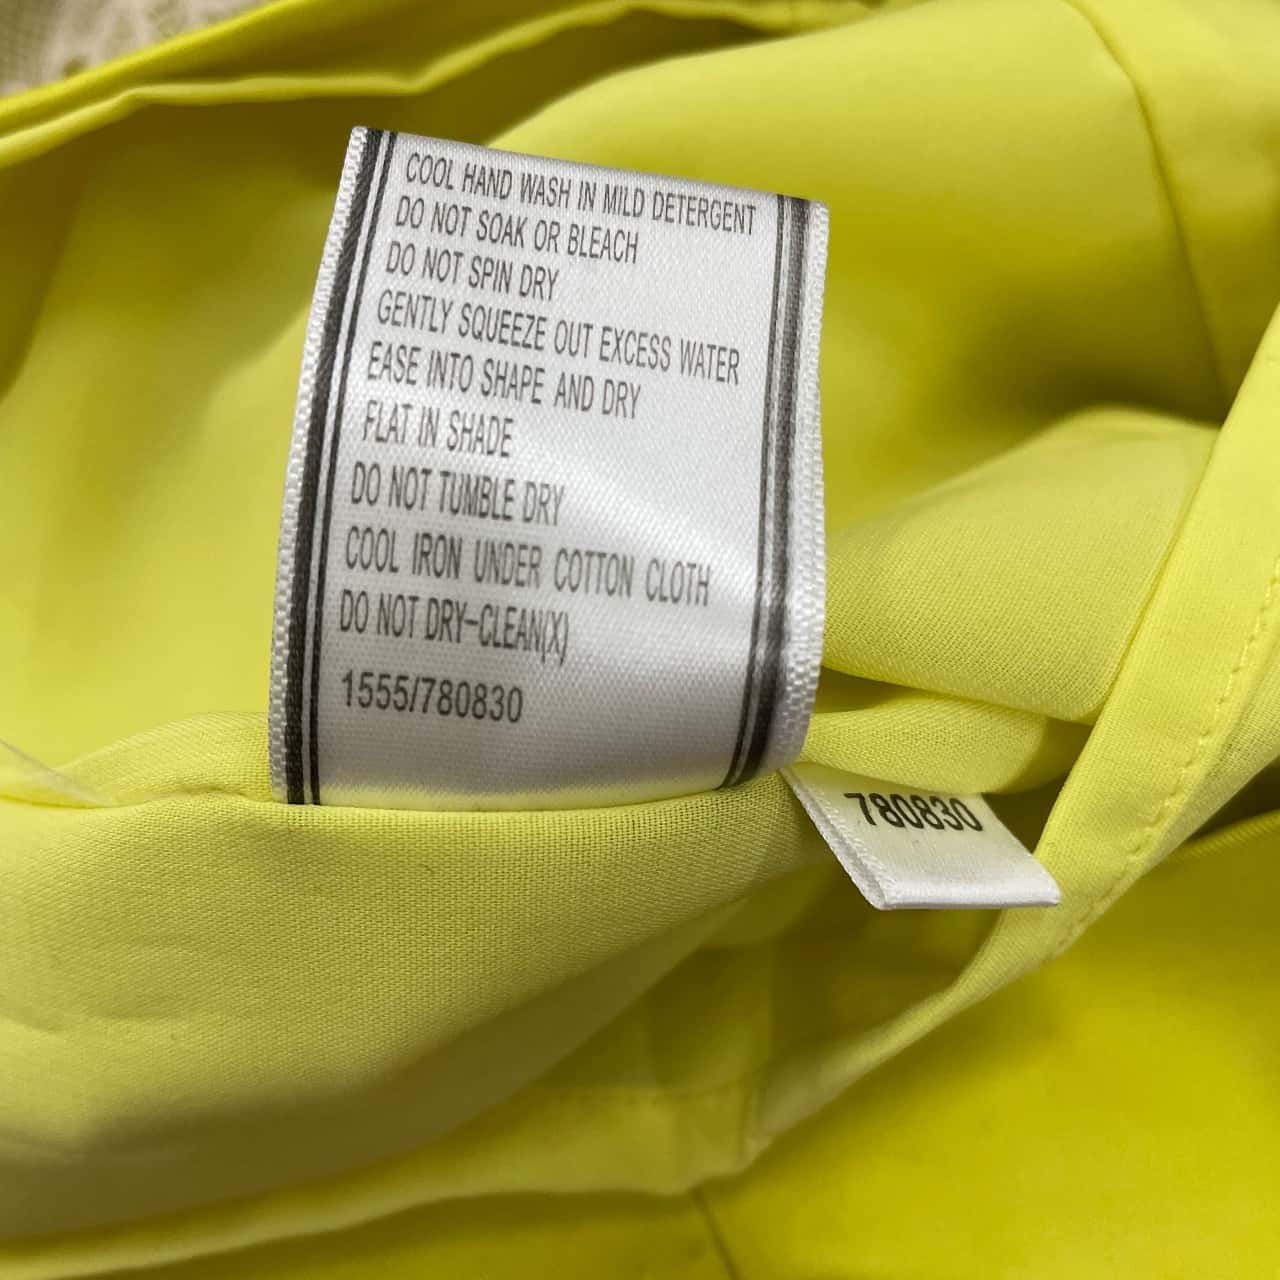 COOL HAND WASH IN MILD DETERGENT
DO NOT SOAK OR BLEACH
DO NOT SPIN DRY
GENTLY SQUEEZE OUT EXCESS WATER
EASE INTO SHAPE AND DRY
FLAT IN SHADE
DO NOT TUMBLE DRY
COOL IRON UNDER COTTON CLOTH
DO NOT DRY-CLEAN(X)
1555/780830
780830